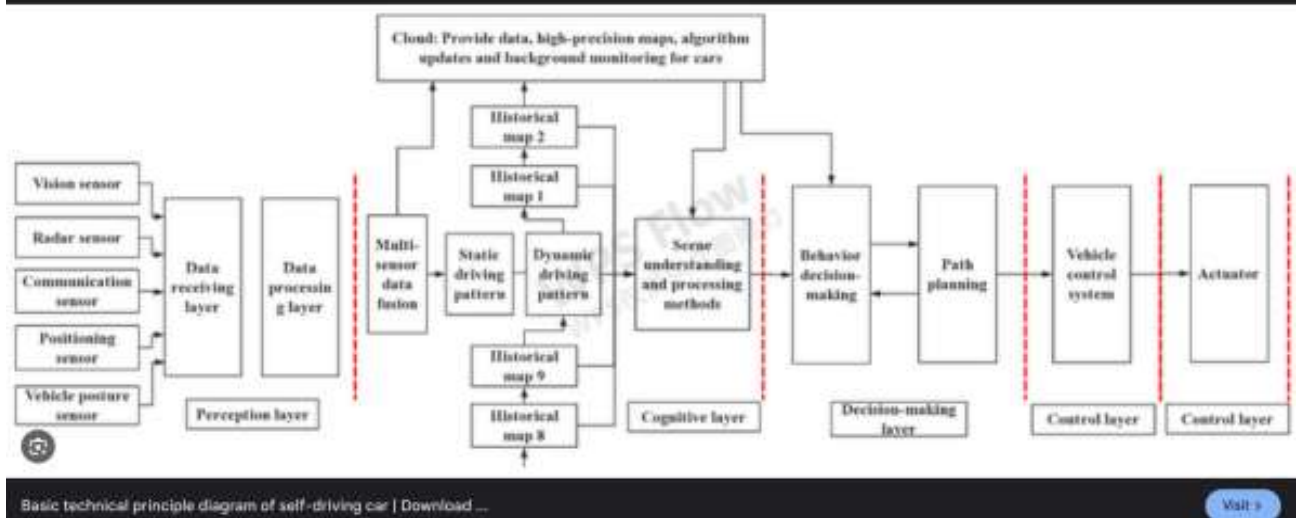 Cloud: Provide data, high-precision maps, algorithm
updates and background monitoring for cars
Historical
map 2
Historical
map 1
Vision sensor
Radar sensor
Communication
sensor
Positioning
sensor
Vehicle posture
sensor
Data
receiving
layer
Data
processin
g layer
Perception layer
Multi-
sensor
data
fusion
Static
driving
pattern
Dynamic
driving
pattern
Historical
map 9
Historical
map 8
Scene
understanding
and processing
methods
Cognitive layer
Behavior
decision-
making
Path
planning
Decision-making
layer
Vehicle
control
system
Control layer
Actuator
Control layer
Flow
Basic technical principle diagram of self-driving car | Download ...
Visit >